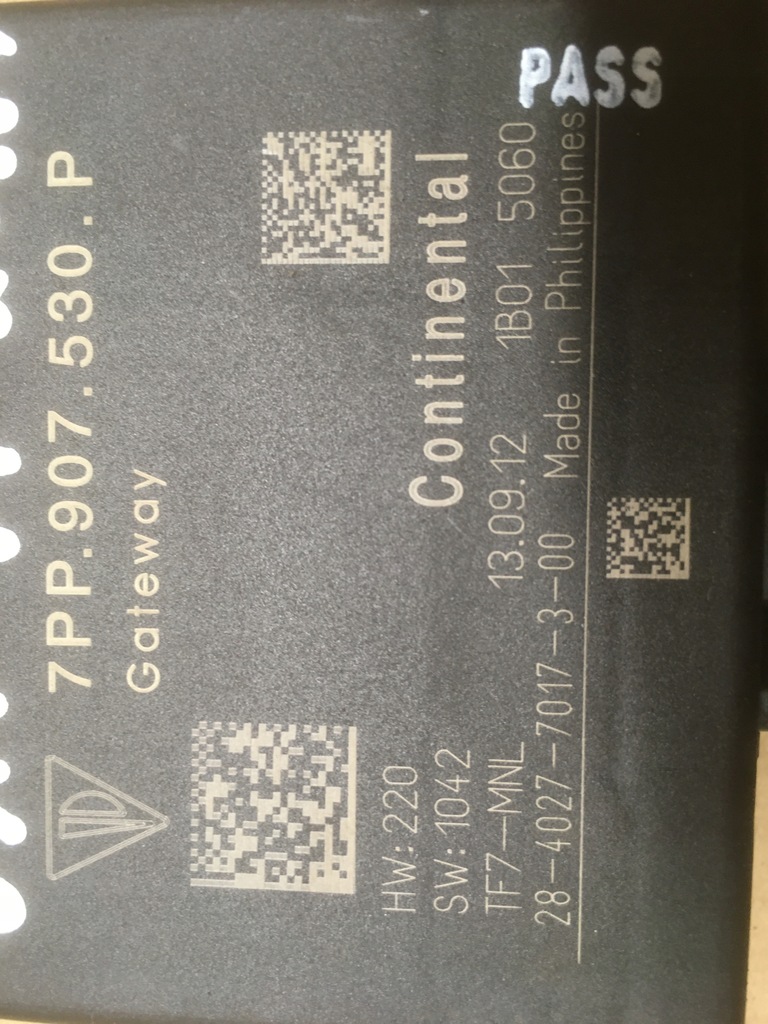 7PP.907.530.P
Gateway
HW:220
SW:1042
Continental
TF7-MNL 13.09.12 1B01 5060
28-4027-7017-3-00 Made in Philippines
PASS